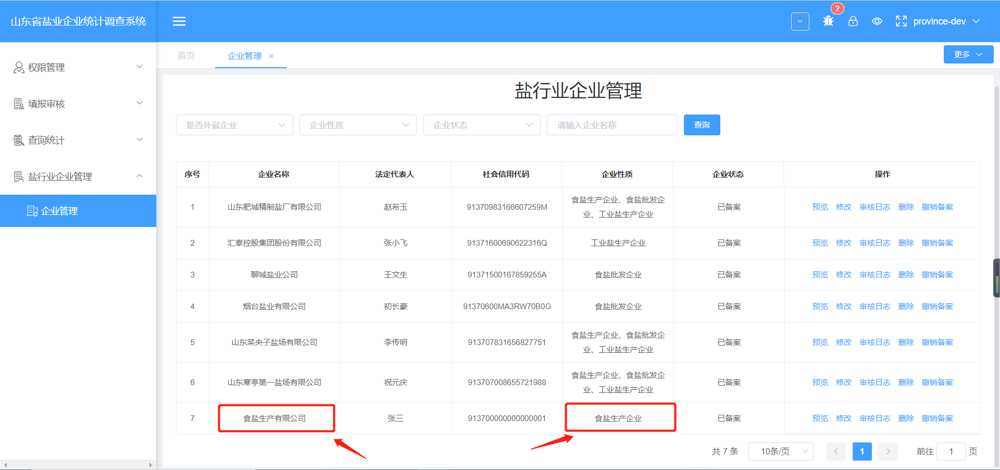 山东省盐业企业统计调查系统
2
province-dev
首页
企业管理 ×
更多
权限管理
填报审核
查询统计
盐行业企业管理
企业管理
盐行业企业管理
是否外省企业 企业性质 企业状态 请输入企业名称 查询
序号 企业名称 法定代表人 社会信用代码 企业性质 企业状态 操作
1 山东肥城精制盐厂有限公司 赵希玉 91370983166607259M 食盐生产企业、食盐批发企业、工业盐生产企业 已备案 预览 修改 审核日志 删除 撤销备案
2 汇泰控股集团股份有限公司 张小飞 91371600690622316Q 工业盐生产企业 已备案 预览 修改 审核日志 删除 撤销备案
3 聊城盐业公司 王文生 91371500167859255A 食盐批发企业 已备案 预览 修改 审核日志 删除 撤销备案
4 烟台盐业有限公司 初长豪 91370600MA3RW70B0G 食盐批发企业 已备案 预览 修改 审核日志 删除 撤销备案
5 山东菜央子盐场有限公司 李传明 913707831656827751 食盐生产企业、食盐批发企业、工业盐生产企业 已备案 预览 修改 审核日志 删除 撤销备案
6 山东寒亭第一盐场有限公司 祝元庆 913707008655721988 食盐生产企业、食盐批发企业、工业盐生产企业 已备案 预览 修改 审核日志 删除 撤销备案
7 食盐生产有限公司 张三 913700000000000001 食盐生产企业 已备案 预览 修改 审核日志 删除 撤销备案
共 7 条 10条/页 1 前往 1 页